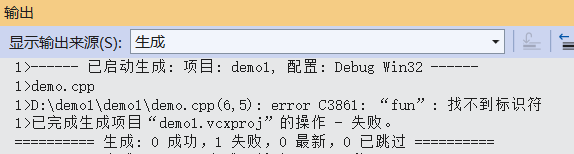 输出
显示输出来源(S): 生成
1>------ 已启动生成: 项目: demo1, 配置: Debug Win32 ------
1>demo.cpp
1>D:\demo1\demo1\demo.cpp(6,5): error C3861: “fun”: 找不到标识符
1>已完成生成项目“demo1.vcxproj”的操作 - 失败。
========== 生成: 0 成功，1 失败，0 最新，0 已跳过 ==========